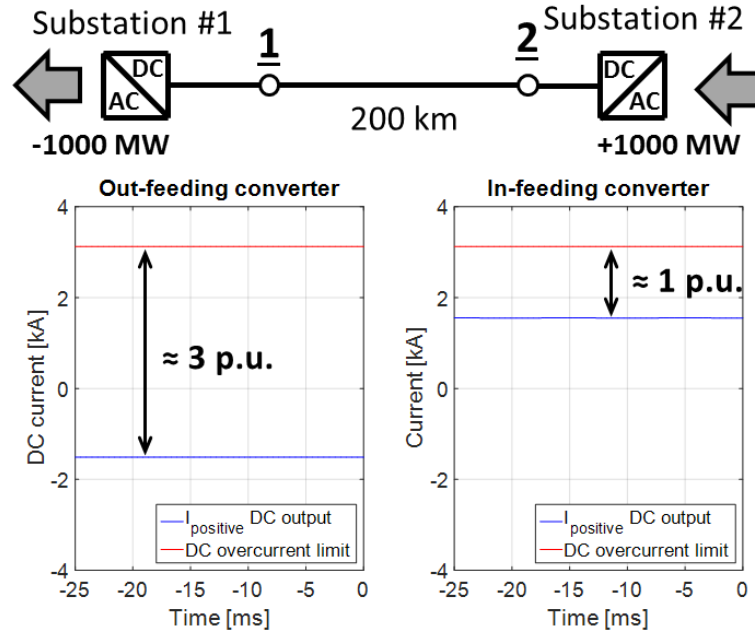 Substation #1
Substation #2
1
2
DC
AC
DC
AC
200 km
-1000 MW
+1000 MW
Out-feeding converter
In-feeding converter
4
2
0
-2
-4
DC current [kA]
≈ 3 p.u.
I_positive DC output
DC overcurrent limit
-25
-20
-15
-10
-5
0
Time [ms]
4
2
0
-2
-4
Current [kA]
≈ 1 p.u.
I_positive DC output
DC overcurrent limit
-25
-20
-15
-10
-5
0
Time [ms]